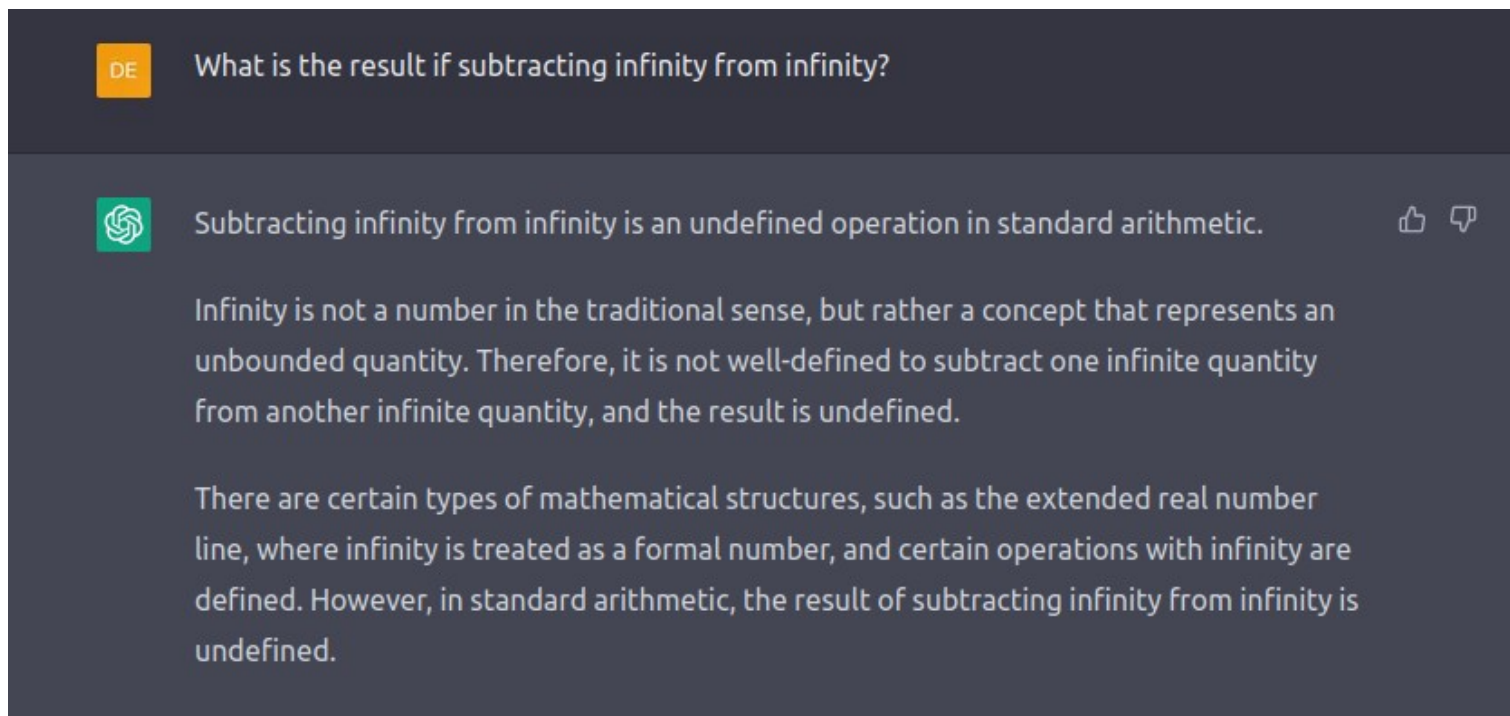 DE
What is the result if subtracting infinity from infinity?
Subtracting infinity from infinity is an undefined operation in standard arithmetic.
Infinity is not a number in the traditional sense, but rather a concept that represents an
unbounded quantity. Therefore, it is not well-defined to subtract one infinite quantity
from another infinite quantity, and the result is undefined.
There are certain types of mathematical structures, such as the extended real number
line, where infinity is treated as a formal number, and certain operations with infinity are
defined. However, in standard arithmetic, the result of subtracting infinity from infinity is
undefined.